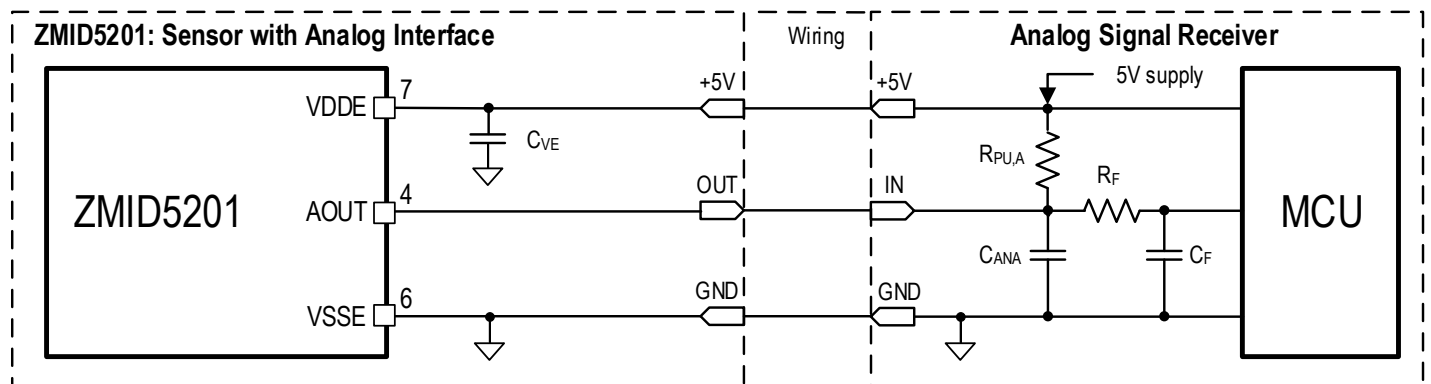 ZMID5201: Sensor with Analog Interface
Wiring
Analog Signal Receiver
VDDE
7
+5V
+5V
5V supply
CVE
RPU,A
RF
ZMID5201
AOUT
4
OUT
IN
MCU
CANA
CF
VSSE
6
GND
GND